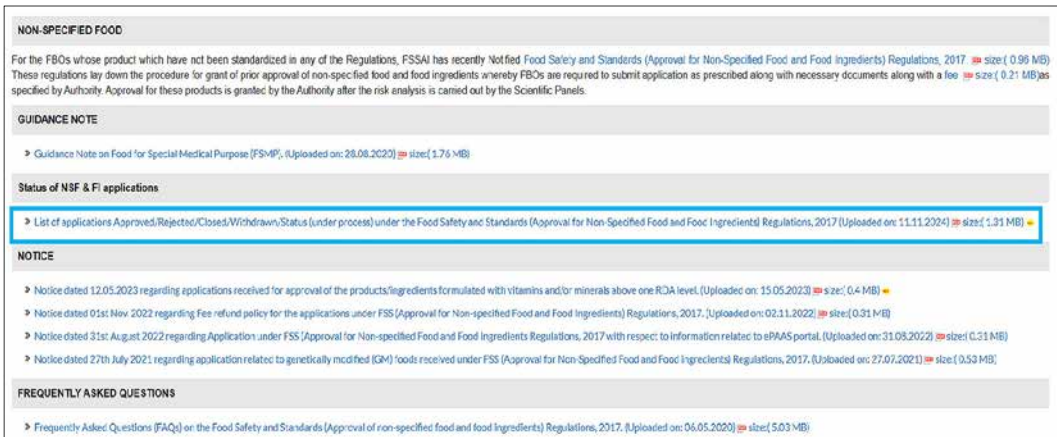 NON-SPECIFIED FOOD
For the FBOs whose product which have not been standardized in any of the Regulations, FSSAI has recently Notified Food Safety and Standards (Approval for Non-Specified Food and Food Ingredients) Regulations, 2017. size:( 0.96 MB)
These regulations lay down the procedure for grant of prior approval of non-specified food and food ingredients whereby FBOs are required to submit application as prescribed along with necessary documents along with a fee size:( 0.21 MB)as
specified by Authority. Approval for these products is granted by the Authority after the risk analysis is carried out by the Scientific Panels.
GUIDANCE NOTE
» Guidance Note on Food for Special Medical Purpose (FSMP). (Uploaded on: 28.08.2020) size:( 1.76 MB)
Status of NSF & FI applications
» List of applications Approved/Rejected/Closed/Withdrawn/Status (under process) under the Food Safety and Standards (Approval for Non-Specified Food and Food Ingredients) Regulations, 2017 (Uploaded on: 11.11.2024) size:( 1.31 MB)
NOTICE
» Notice dated 12.05.2023 regarding applications received for approval of the products/ingredients formulated with vitamins and/or minerals above one RDA level. (Uploaded on: 15.05.2023) size:( 0.4 MB)
» Notice dated 01st Nov. 2022 regarding Fee refund policy for the applications under FSS (Approval for Non-specified Food and Food Ingredients) Regulations, 2017. (Uploaded on: 02.11.2022) size:( 0.31 MB)
» Notice dated 31st August 2022 regarding Application under FSS (Approval for Non-specified Food and Food Ingredients Regulations, 2017 with respect to information related to ePAAS portal. (Uploaded on: 31.08.2022) size:( 0.31 MB)
» Notice dated 27th July 2021 regarding application related to genetically modified (GM) foods received under FSS (Approval for Non-Specified Food and Food Ingredients) Regulations, 2017. (Uploaded on: 27.07.2021) size:( 0.53 MB)
FREQUENTLY ASKED QUESTIONS
» Frequently Asked Questions (FAQs) on the Food Safety and Standards (Approval of non-specified food and food ingredients) Regulations, 2017. (Uploaded on: 06.05.2020) size:( 5.03 MB)